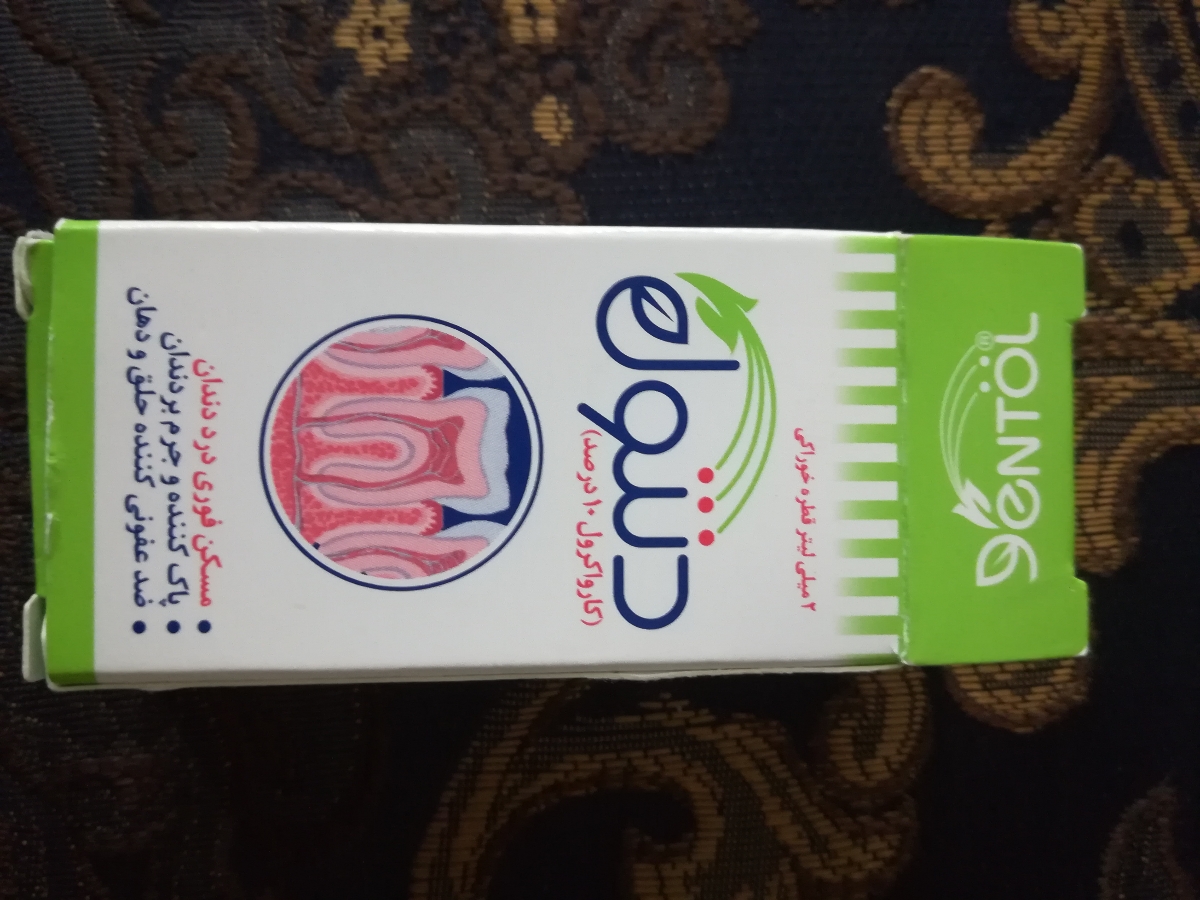 DENTOL®
۲ میلی لیتر قطره خوراکی
دنتول
(کارواکرول ۱۰ درصد)
• مسکن فوری درد دندان
• پاک کننده و جرم بر دندان
• ضد عفونی کننده حلق و دهان